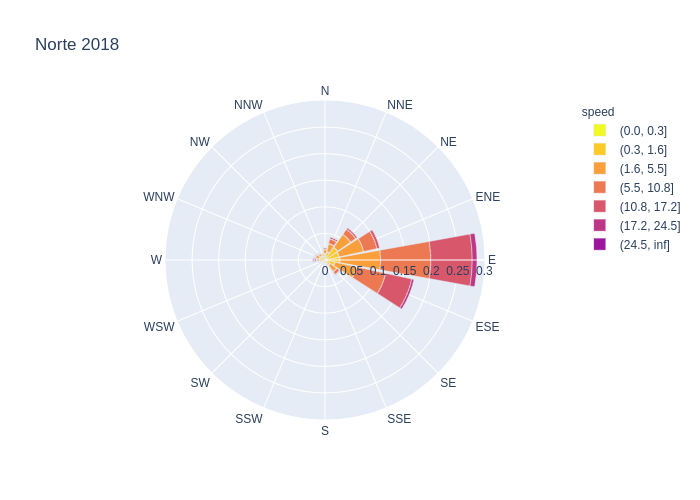 Norte 2018
N
NNW
NNE
NW
NE
WNW
ENE
W
E
0
0.05
0.1
0.15
0.2
0.25
0.3
WSW
ESE
SW
SE
SSW
SSE
S
speed
(0.0, 0.3]
(0.3, 1.6]
(1.6, 5.5]
(5.5, 10.8]
(10.8, 17.2]
(17.2, 24.5]
(24.5, inf]